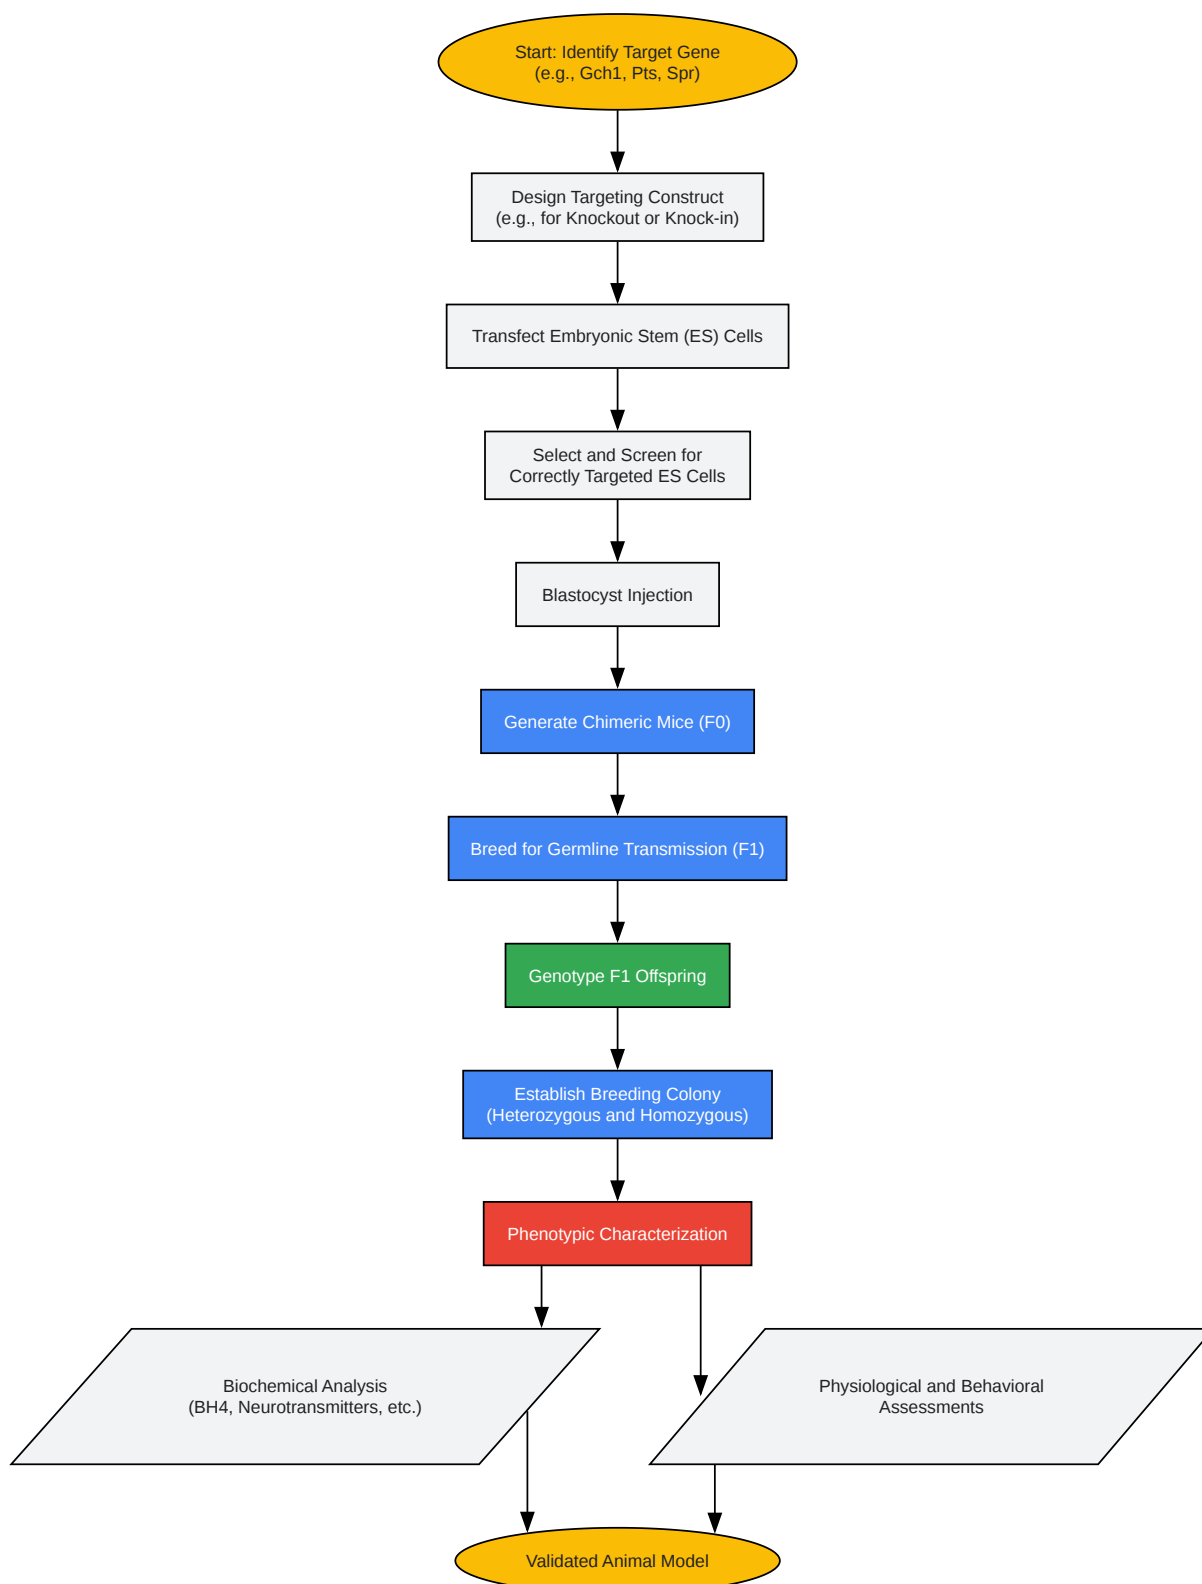 Start: Identify Target Gene
(e.g., Gch1, Pts, Spr)
Design Targeting Construct
(e.g., for Knockout or Knock-in)
Transfect Embryonic Stem (ES) Cells
Select and Screen for
Correctly Targeted ES Cells
Blastocyst Injection
Generate Chimeric Mice (F0)
Breed for Germline Transmission (F1)
Genotype F1 Offspring
Establish Breeding Colony
(Heterozygous and Homozygous)
Phenotypic Characterization
Biochemical Analysis
(BH4, Neurotransmitters, etc.)
Physiological and Behavioral
Assessments
Validated Animal Model